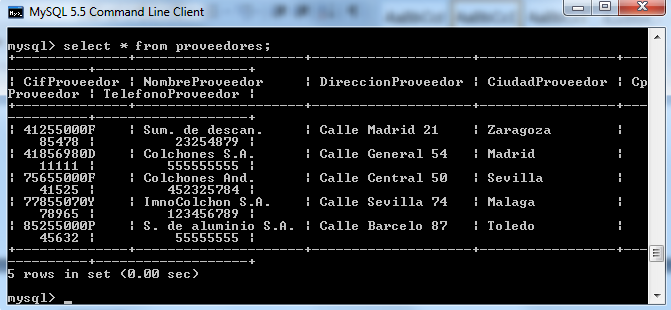 MySQL 5.5 Command Line Client
mysql> select * from proveedores;
+-------------+---------------------+--------------------+-----------------+---
----------+-------------------+
| CifProveedor | NombreProveedor | DireccionProveedor | CiudadProveedor | Cp
Proveedor | TelefonoProveedor |
+-------------+---------------------+--------------------+-----------------+---
----------+-------------------+
| 41255000F | Sum. de descan. | Calle Madrid 21 | Zaragoza |
85478 | 23254879 |
| 41856980D | Colchones S.A. | Calle General 54 | Madrid |
11111 | 555555555 |
| 75655000F | Colchones And. | Calle Central 50 | Sevilla |
41525 | 452325784 |
| 77855070Y | ImnoColchon S.A. | Calle Sevilla 74 | Malaga |
78965 | 123456789 |
| 85255000P | S. de aluminio S.A. | Calle Barcelo 87 | Toledo |
45632 | 55555555 |
+-------------+---------------------+--------------------+-----------------+---
----------+-------------------+
5 rows in set (0.00 sec)
mysql> _